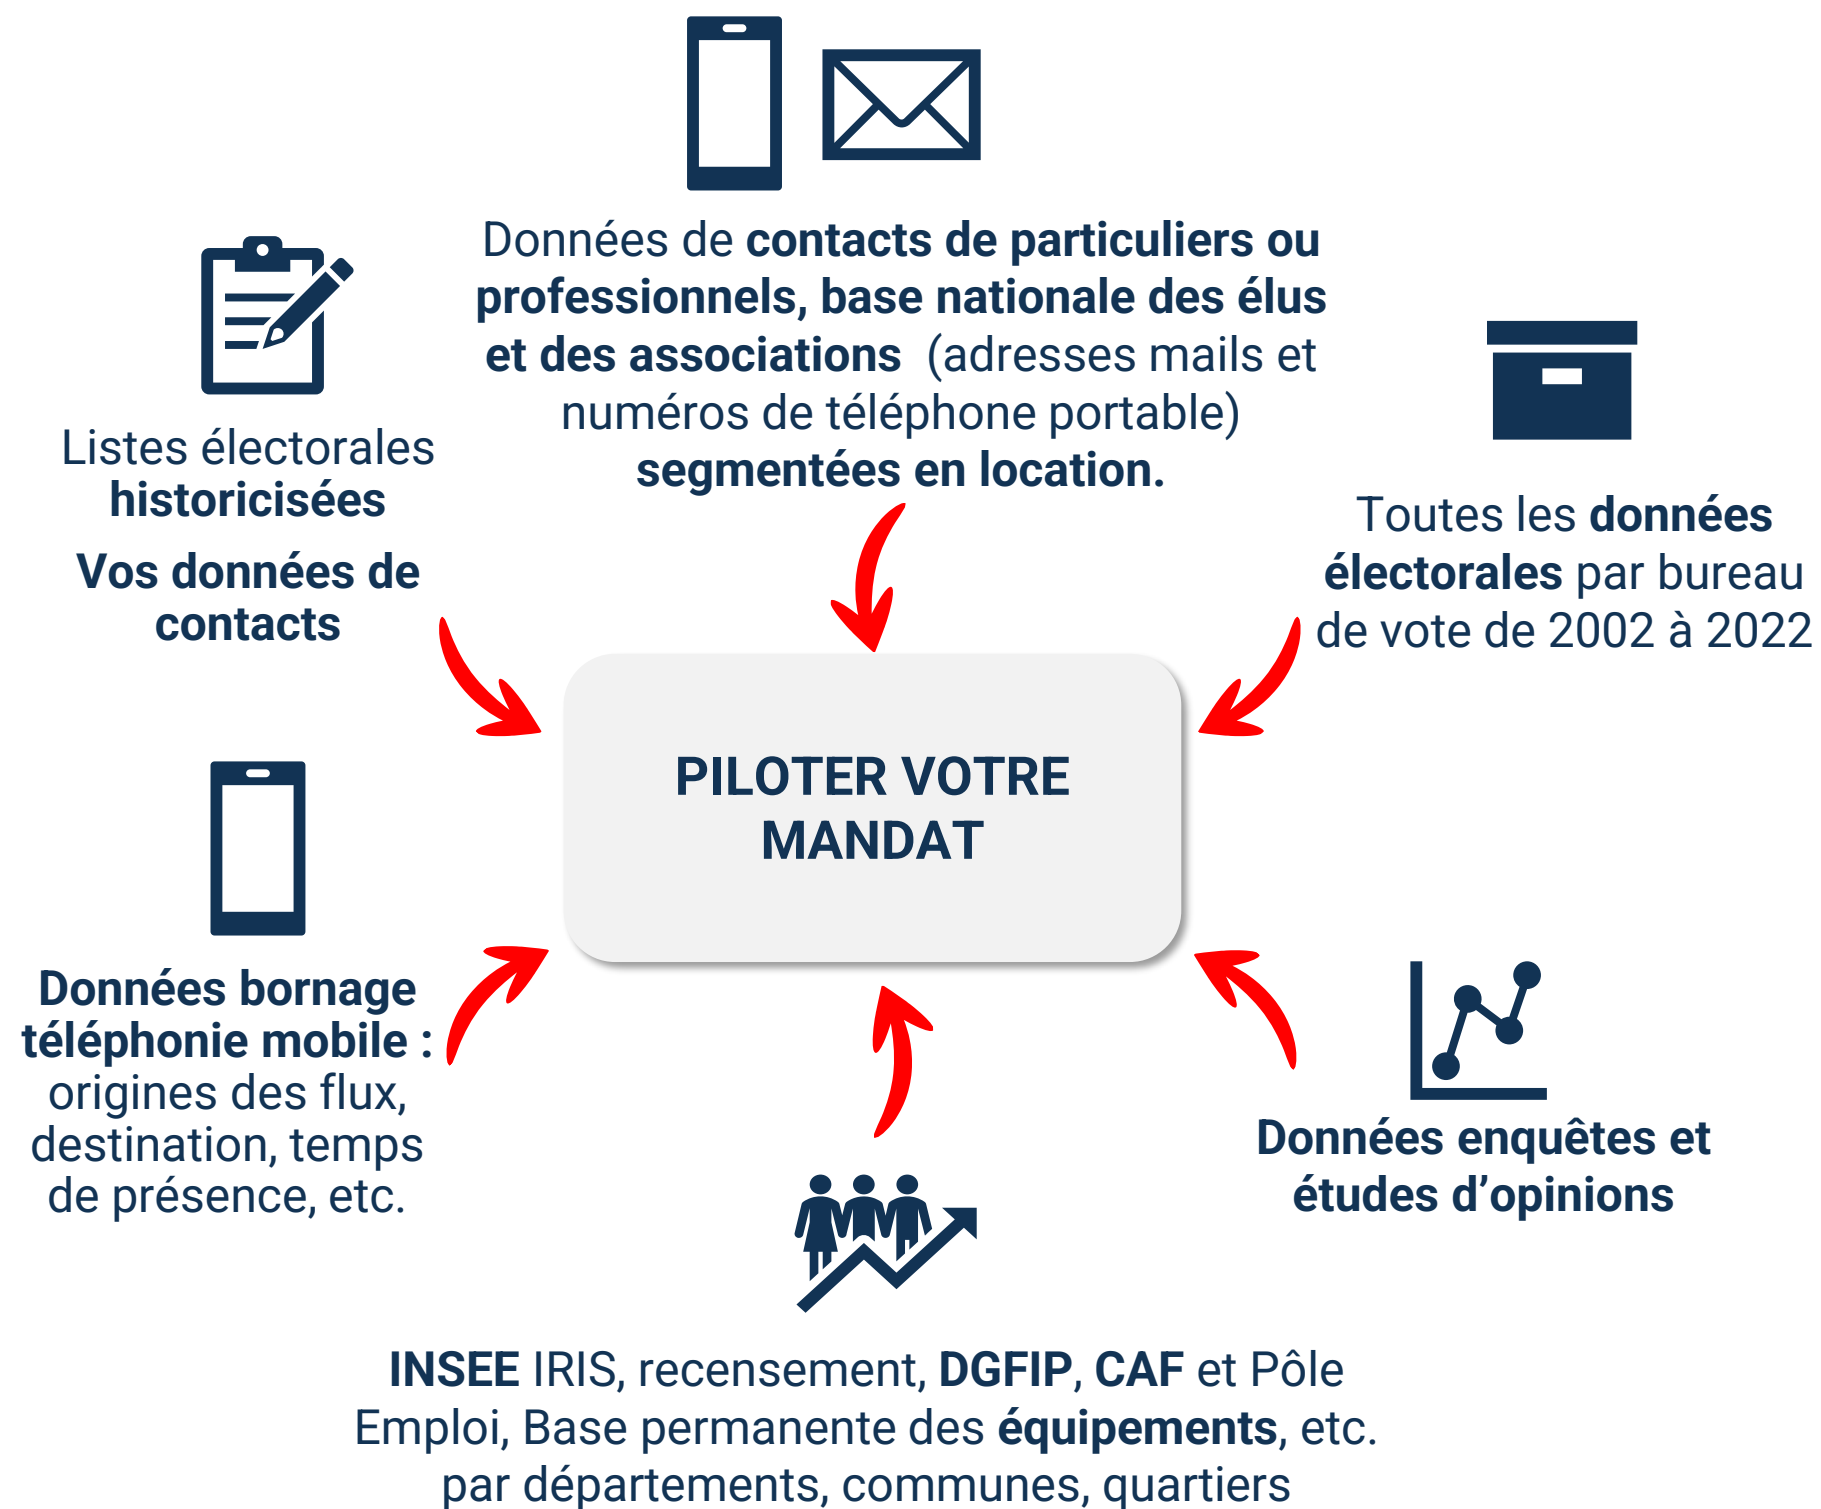 Données de contacts de particuliers ou
professionnels, base nationale des élus
et des associations (adresses mails et
numéros de téléphone portable)
segmentées en location.
Listes électorales
historicisées
Vos données de
contacts
Toutes les données
électorales par bureau
de vote de 2002 à 2022
PILOTER VOTRE
MANDAT
Données bornage
téléphonie mobile :
origines des flux,
destination, temps
de présence, etc.
Données enquêtes et
études d’opinions
INSEE IRIS, recensement, DGFIP, CAF et Pôle
Emploi, Base permanente des équipements, etc.
par départements, communes, quartiers